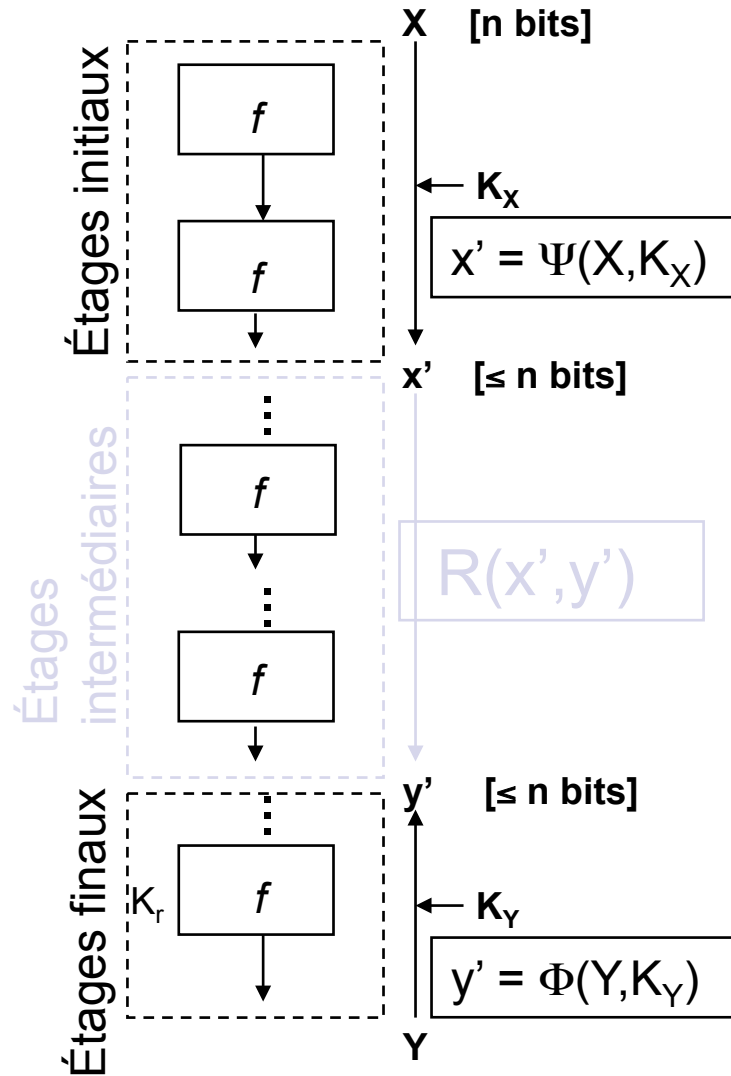 X [n bits]
Étages initiaux
f
K_X
f
x' = Ψ(X,K_X)
x' [≤ n bits]
Étages
intermédiaires
f
R(x',y')
f
y' [≤ n bits]
Étages finaux
K_r
f
K_Y
y' = Φ(Y,K_Y)
Y